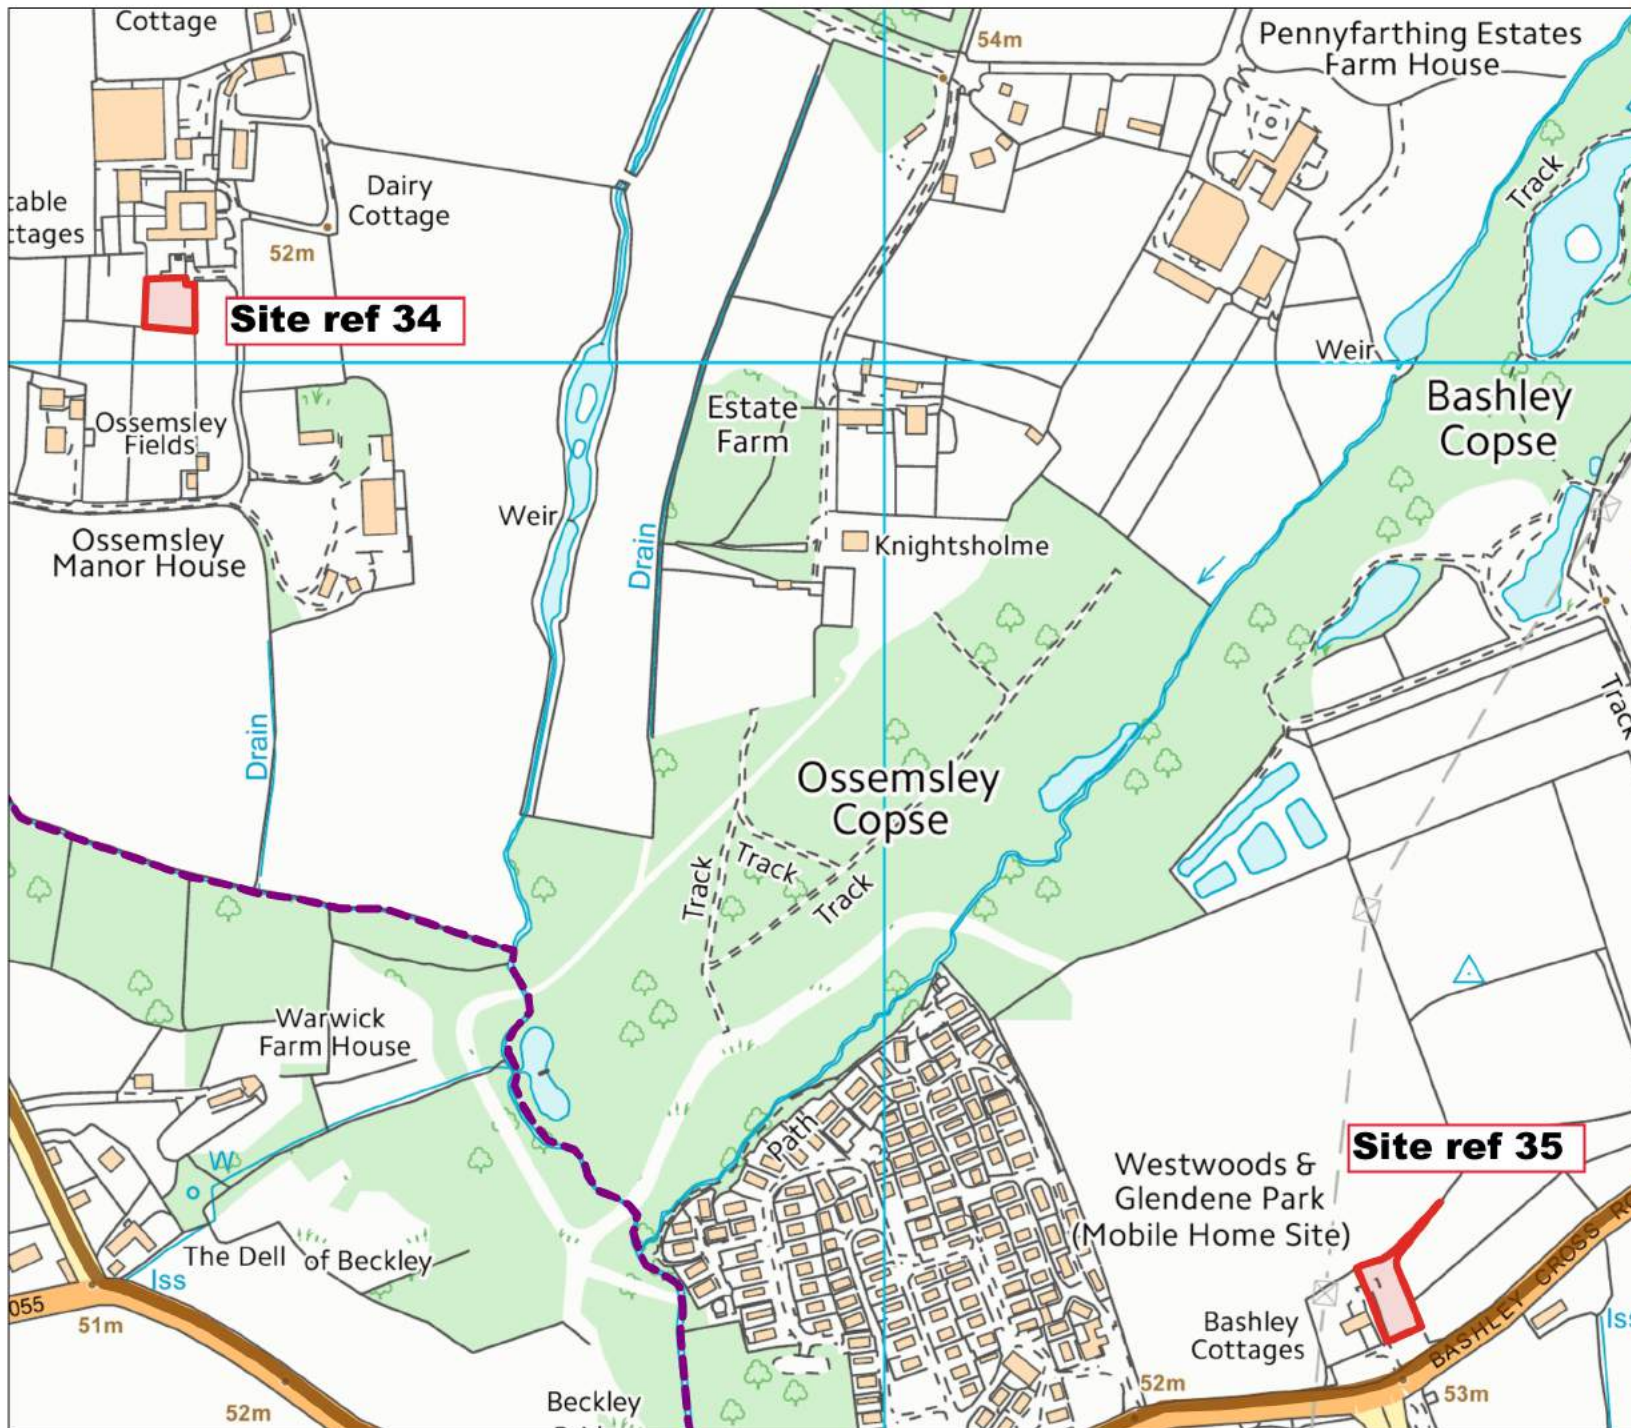 Cottage
54m
Pennyfarthing Estates
Farm House
Track
Dairy
Cottage
table
ttages
52m
Site ref 34
Weir
Bashley
Copse
Estate
Farm
Ossemsley
Fields
Weir
Drain
Ossemsley
Manor House
Knightsholme
Track
Drain
Ossemsley
Copse
Track
Track
Track
Warwick
Farm House
Path
Site ref 35
Westwoods &
Glendene Park
(Mobile Home Site)
W
The Dell of Beckley
Iss
055
51m
BASHLEY CROSS RO
Bashley
Cottages
Iss
52m
53m
52m
Beckley